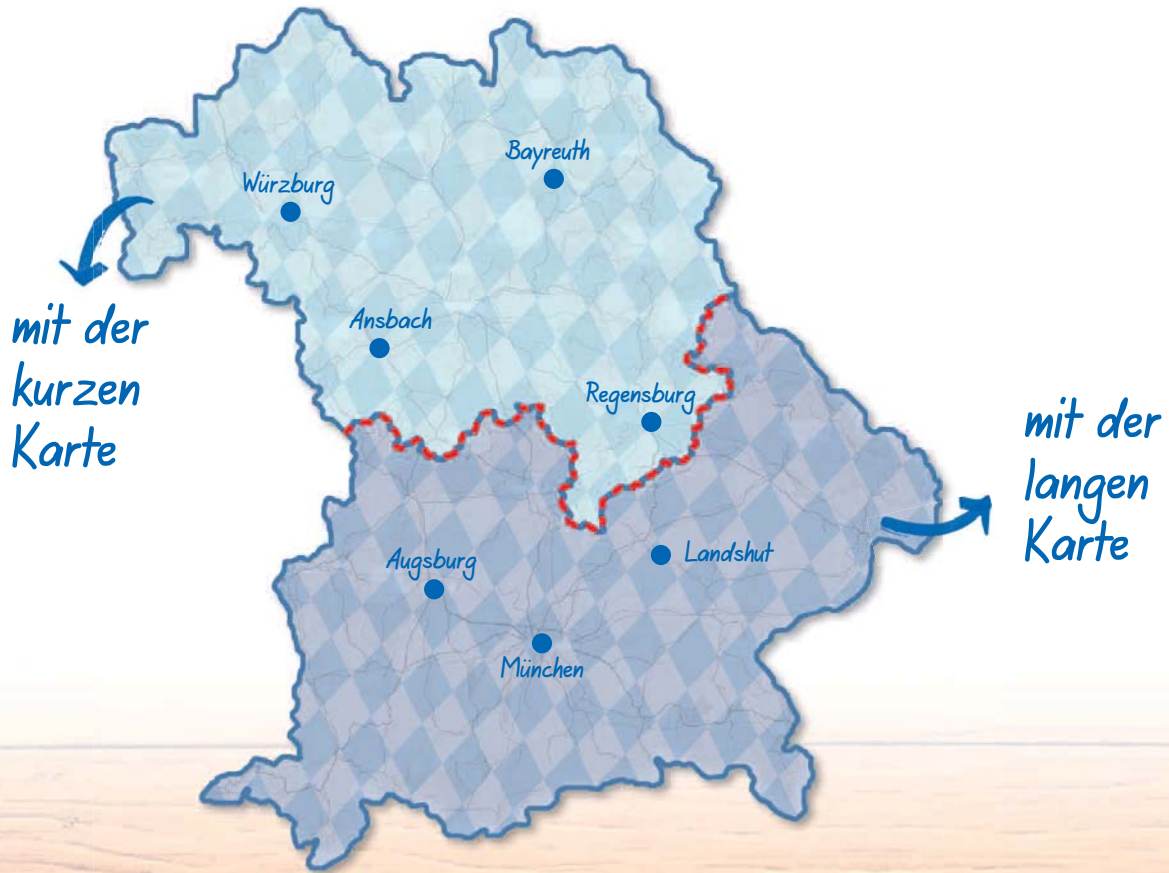 Bayreuth
Würzburg
mit der
kurzen
Karte
Ansbach
Regensburg
mit der
langen
Karte
Augsburg
Landshut
München